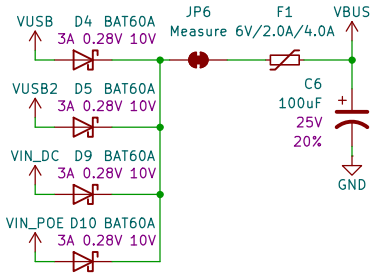 VUSB D4 BAT60A
3A 0.28V 10V
JP6
Measure
F1
6V/2.0A/4.0A
VBUS
C6
100uF
25V
20%
GND
VUSB2 D5 BAT60A
3A 0.28V 10V
VIN_DC D9 BAT60A
3A 0.28V 10V
VIN_POE D10 BAT60A
3A 0.28V 10V